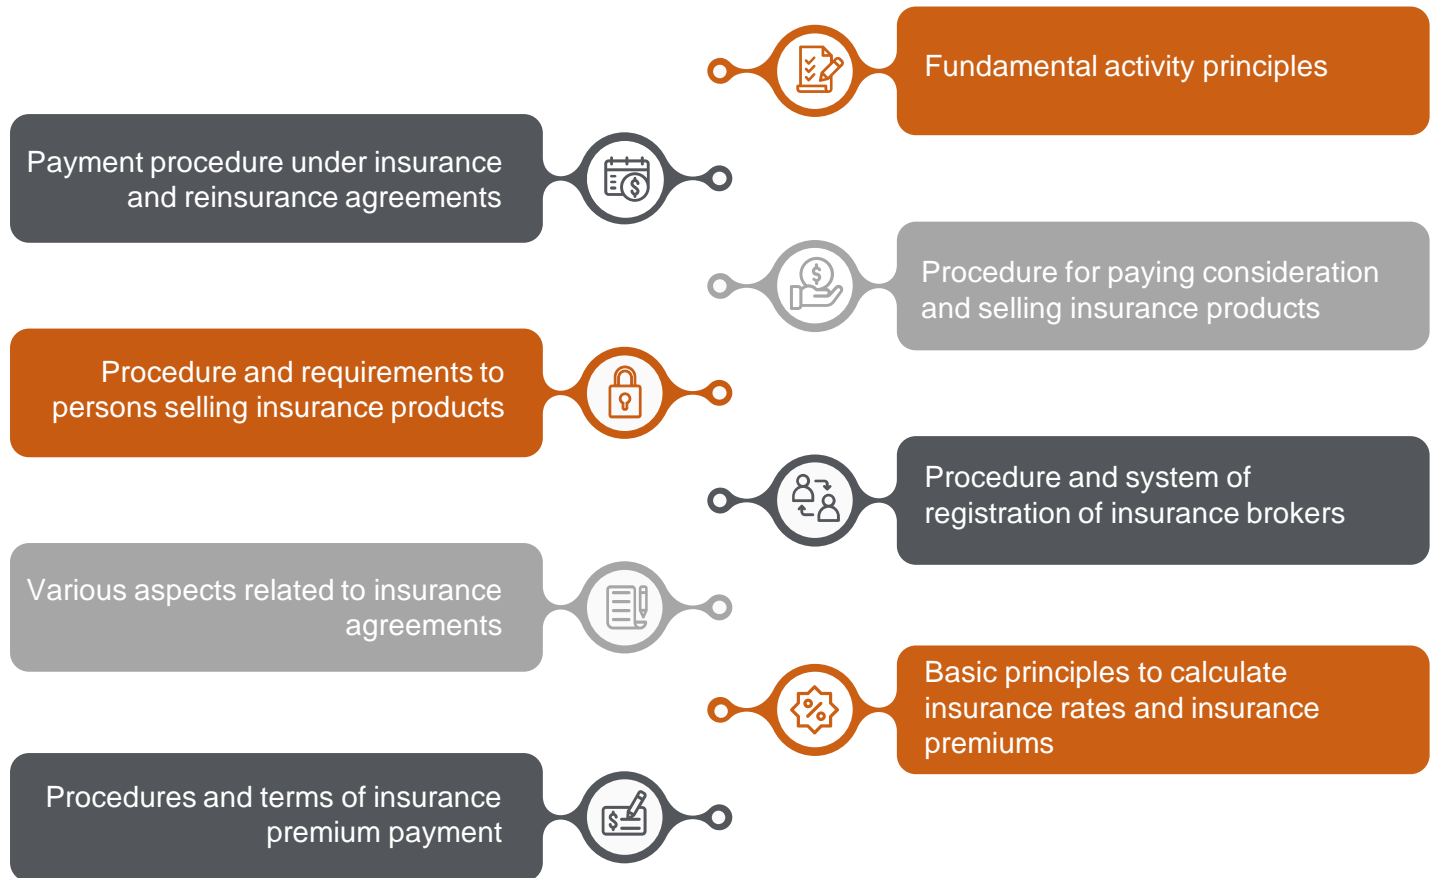 Fundamental activity principles
Payment procedure under insurance
and reinsurance agreements
Procedure for paying consideration
and selling insurance products
Procedure and requirements to
persons selling insurance products
Procedure and system of
registration of insurance brokers
Various aspects related to insurance
agreements
Basic principles to calculate
insurance rates and insurance
premiums
Procedures and terms of insurance
premium payment